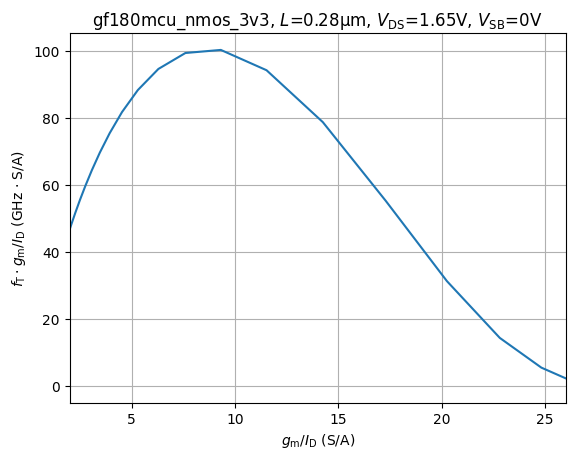 gf180mcu_nmos_3v3, L=0.28μm, V_DS=1.65V, V_SB=0V
f_T · g_m/I_D (GHz · S/A)
100
80
60
40
20
0
5 10 15 20 25
g_m/I_D (S/A)